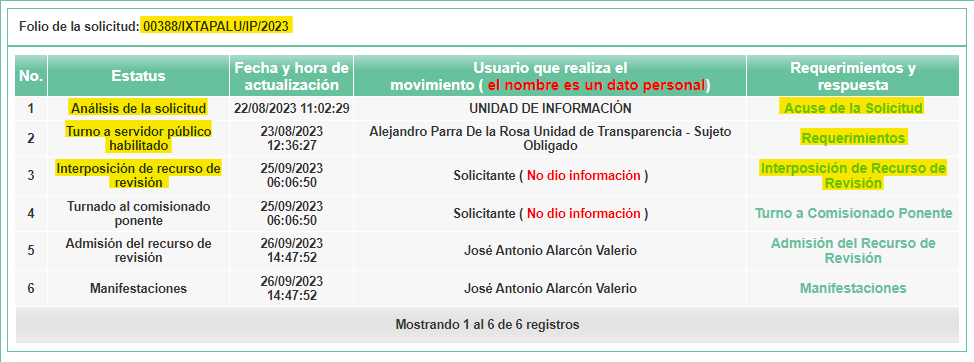 Folio de la solicitud: 00388/IXTAPALU/IP/2023
No. Estatus Fecha y hora de actualización Usuario que realiza el movimiento ( el nombre es un dato personal) Requerimientos y respuesta
1 Análisis de la solicitud 22/08/2023 11:02:29 UNIDAD DE INFORMACIÓN Acuse de la Solicitud
2 Turno a servidor público habilitado 23/08/2023 12:36:27 Alejandro Parra De la Rosa Unidad de Transparencia - Sujeto Obligado Requerimientos
3 Interposición de recurso de revisión 25/09/2023 06:06:50 Solicitante ( No dio información ) Interposición de Recurso de Revisión
4 Turnado al comisionado ponente 25/09/2023 06:06:50 Solicitante ( No dio información ) Turno a Comisionado Ponente
5 Admisión del recurso de revisión 26/09/2023 14:47:52 José Antonio Alarcón Valerio Admisión del Recurso de Revisión
6 Manifestaciones 26/09/2023 14:47:52 José Antonio Alarcón Valerio Manifestaciones
Mostrando 1 al 6 de 6 registros